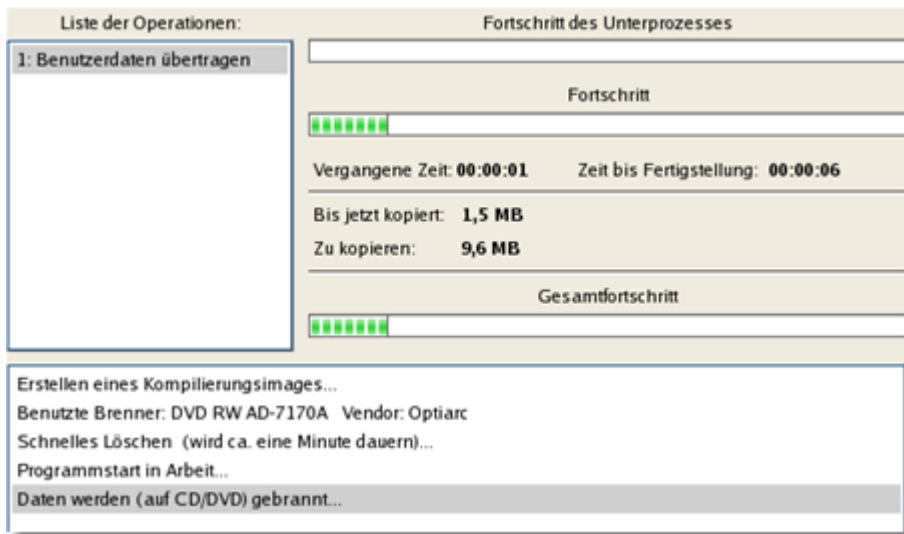 Liste der Operationen:
1: Benutzerdaten übertragen
Fortschritt des Unterprozesses
Fortschritt
Vergangene Zeit: 00:00:01 Zeit bis Fertigstellung: 00:00:06
Bis jetzt kopiert: 1,5 MB
Zu kopieren: 9,6 MB
Gesamtfortschritt
Erstellen eines Kompilierungsimages...
Benutzte Brenner: DVD RW AD-7170A Vendor: Optiarc
Schnelles Löschen (wird ca. eine Minute dauern)...
Programmstart in Arbeit...
Daten werden (auf CD/DVD) gebrannt...